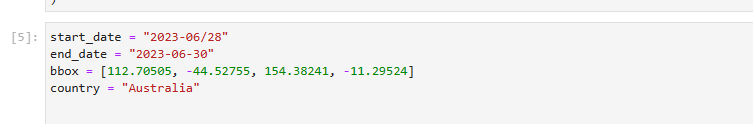 )
[5]: start_date = "2023-06/28"
end_date = "2023-06-30"
bbox = [112.70505, -44.52755, 154.38241, -11.29524]
country = "Australia"